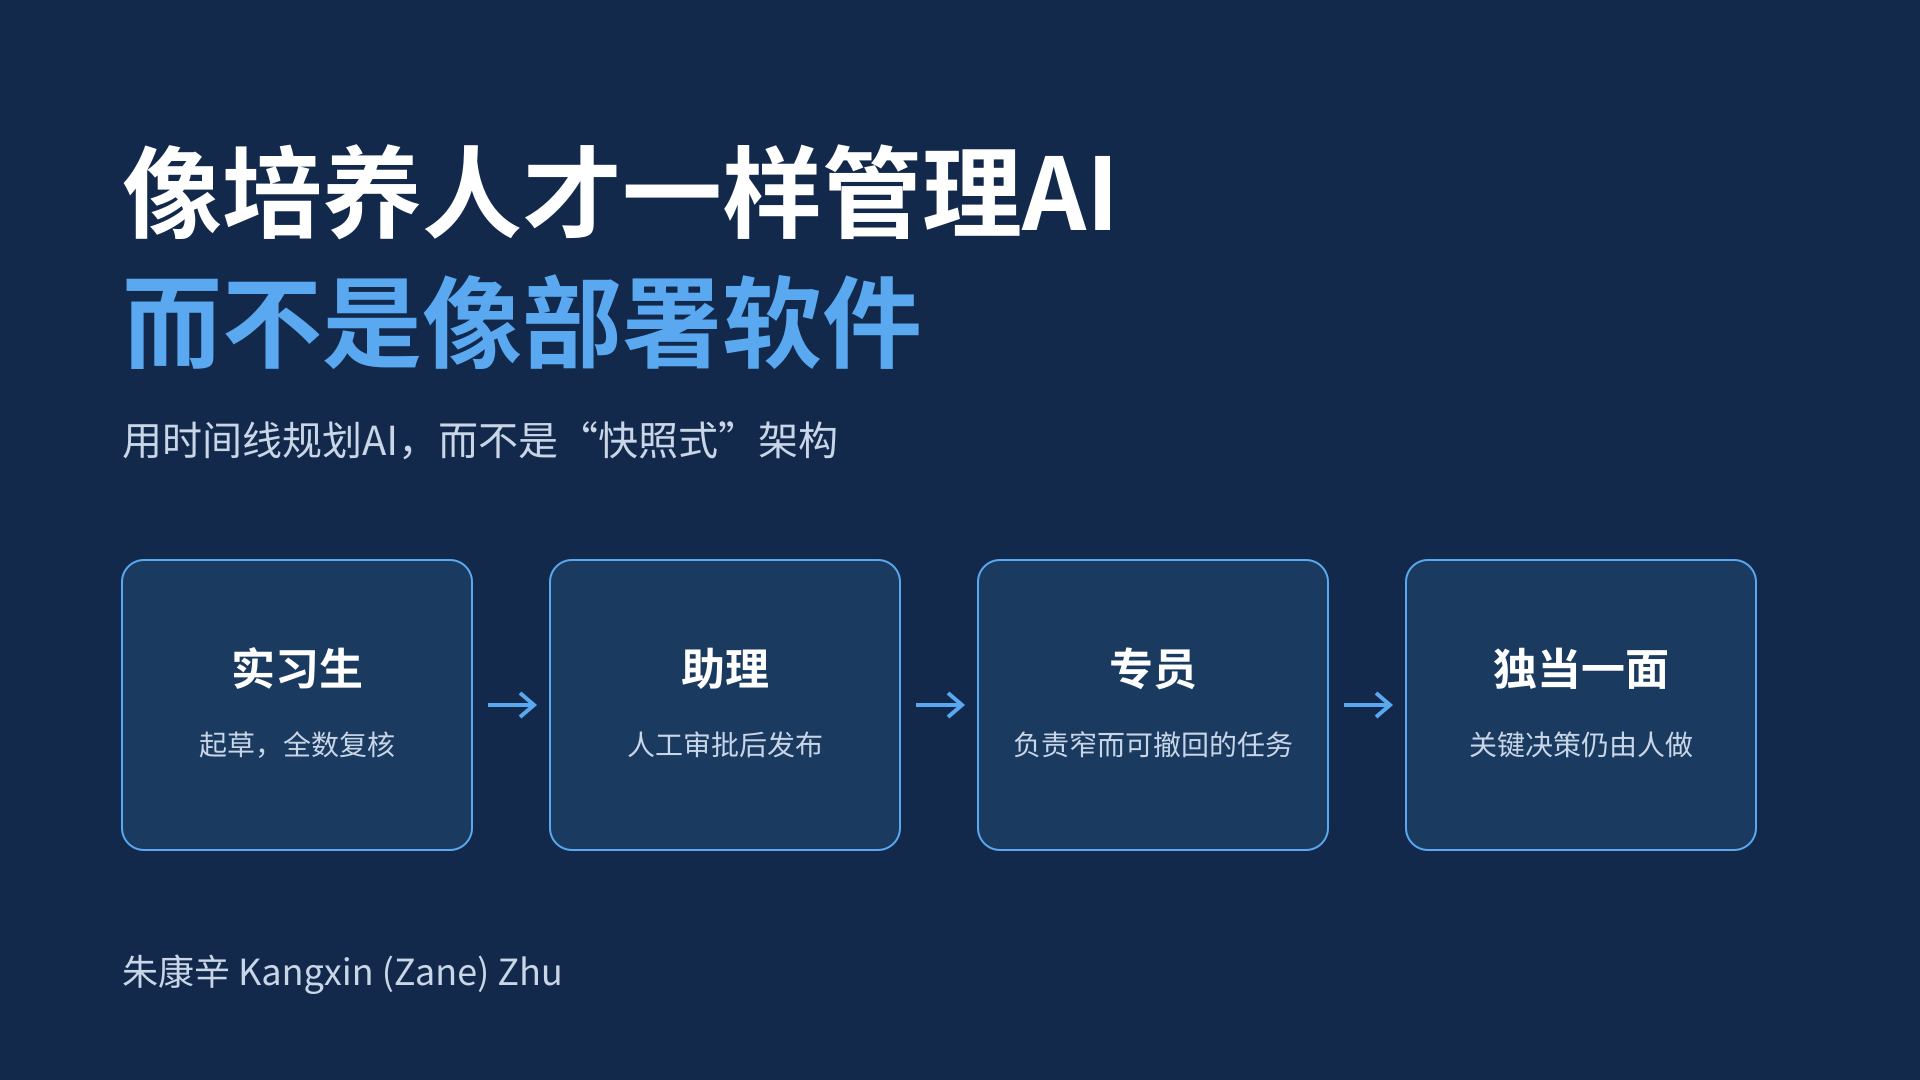 像培养人才一样管理AI
而不是像部署软件
用时间线规划AI，而不是“快照式”架构
实习生
起草，全数复核
助理
人工审批后发布
专员
负责窄而可撤回的任务
独当一面
关键决策仍由人做
朱康辛 Kangxin (Zane) Zhu